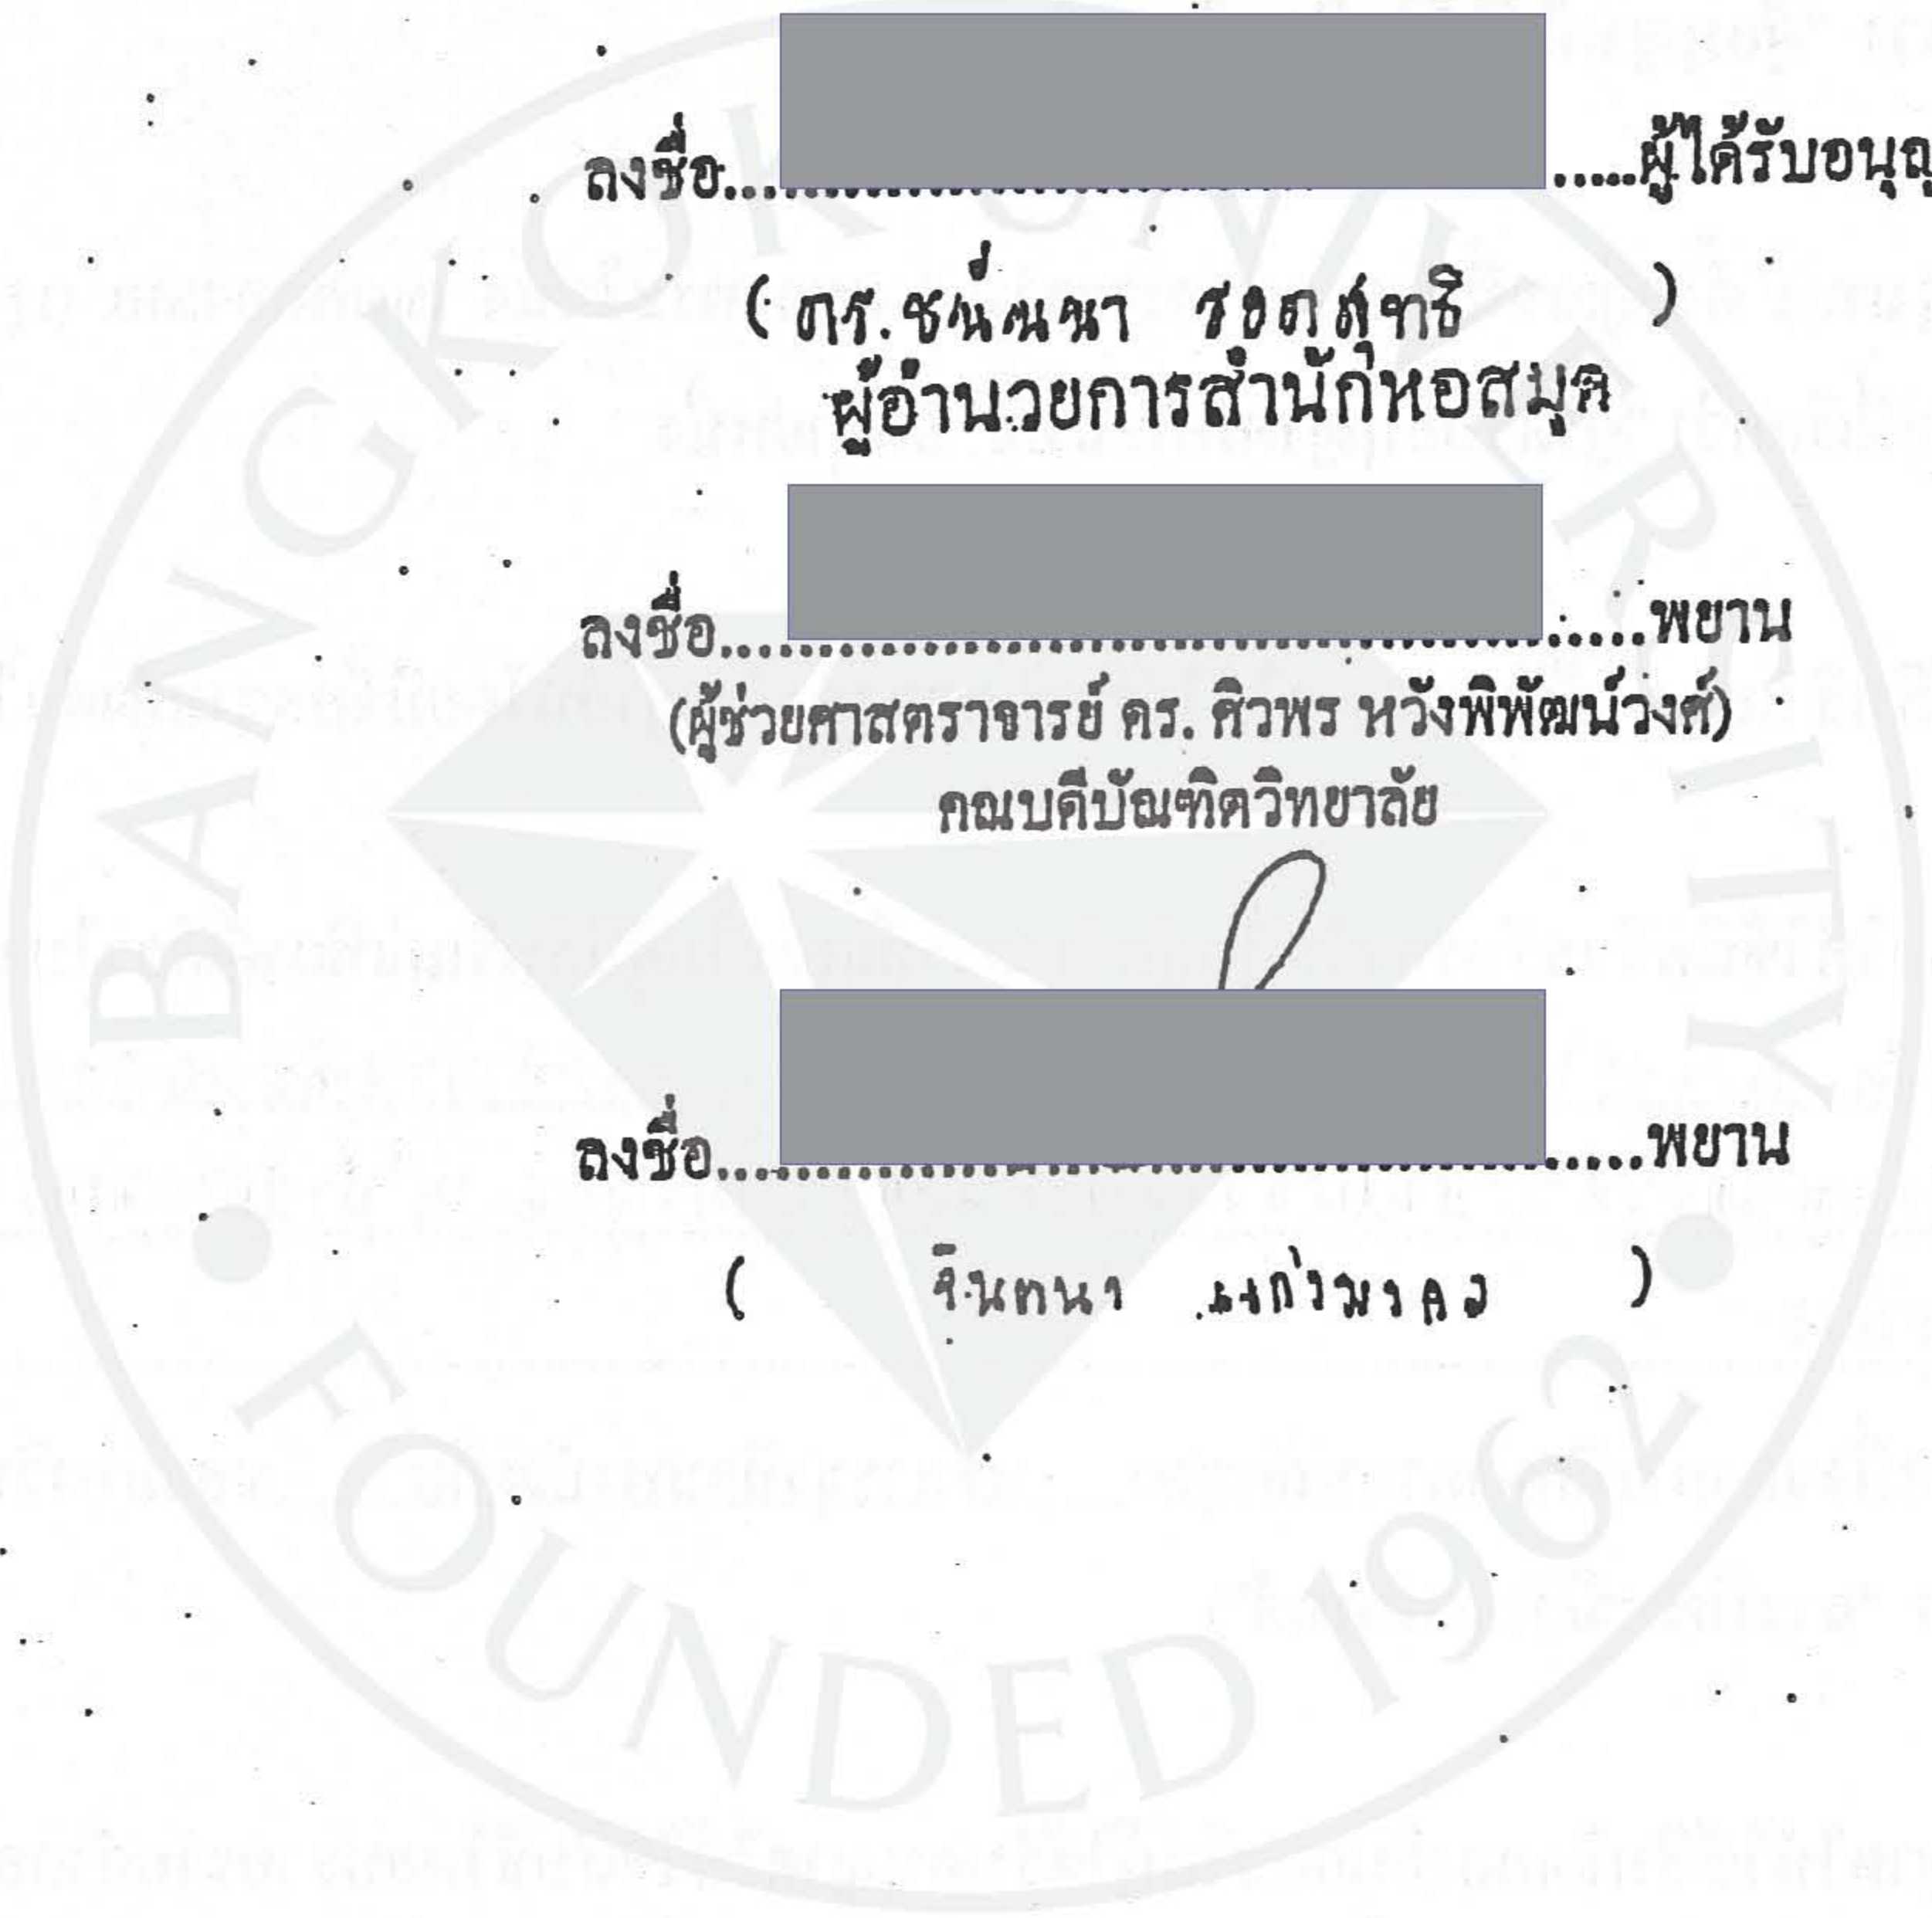 ลงชื่อ..............................ผู้ได้รับอนุญ
(ดร.ชนัณนา รอดสุทธิ )
ผู้อำนวยการสำนักหอสมุด
ลงชื่อ..............................พยาน
(ผู้ช่วยศาสตราจารย์ ดร. ศิวพร หวังพิพัฒน์วงศ์)
คณบดีบัณฑิตวิทยาลัย
ลงชื่อ..............................พยาน
( จินตนา )
BANGKOK UNIVERSITY
FOUNDED 1962